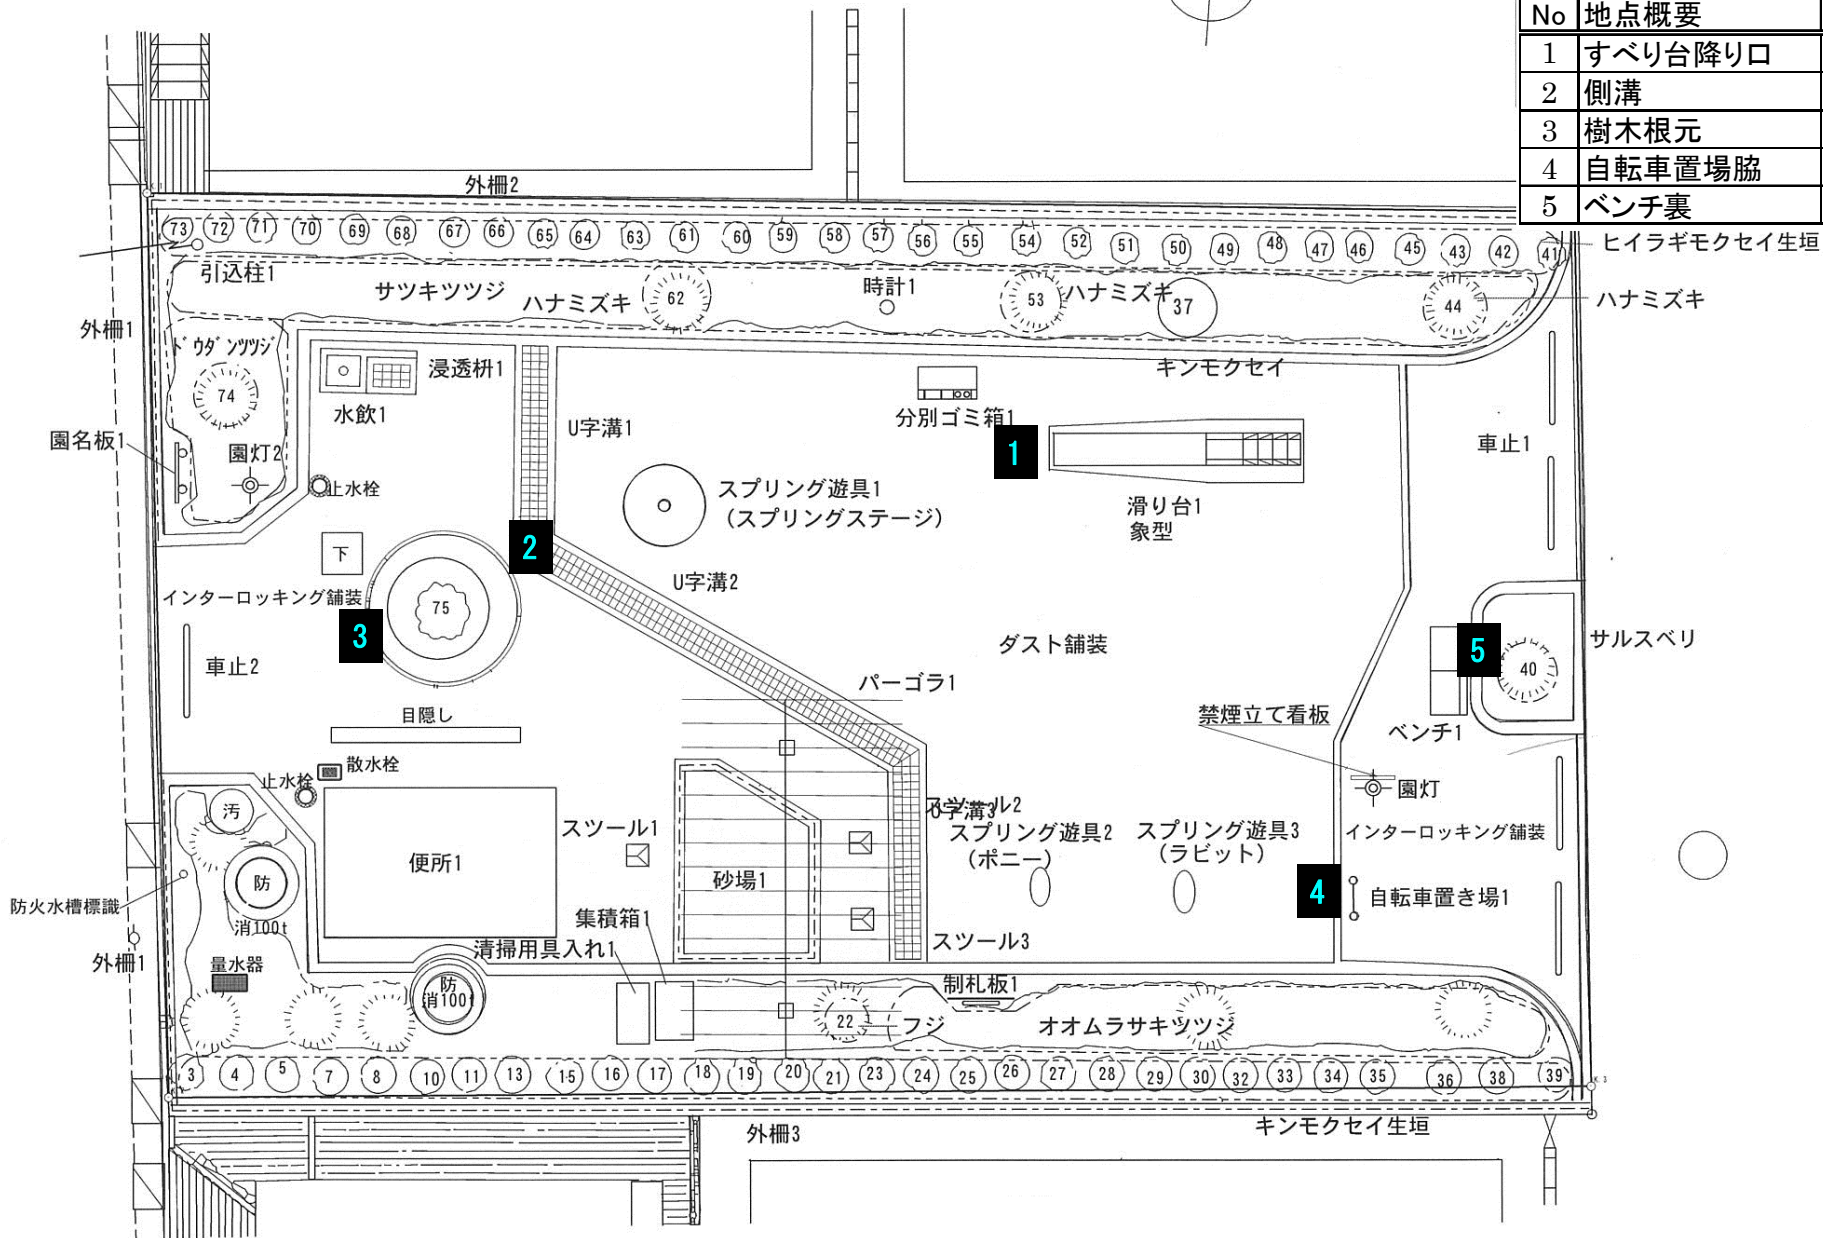 No 地点概要
1 すべり台降り口
2 側溝
3 樹木根元
4 自転車置場脇
5 ベンチ裏
外柵2
73 72 71 70 69 68 67 66 65 64 63 61 60 59 58 57 56 55 54 52 51 50 49 48 47 46 45 43 42 41
ヒイラギモクセイ生垣
引込柱1
サツキツツジ
ハナミズキ
62
時計1
53
ハナミズキ
37
44
ハナミズキ
外柵1
ドウダンツツジ
74
浸透枡1
水飲1
キンモクセイ
分別ゴミ箱1
U字溝1
園名板1
園灯2
止水栓
1
車止1
スプリング遊具1
(スプリングステージ)
滑り台1
象型
2
下
U字溝2
インターロッキング舗装
75
3
ダスト舗装
5
サルスベリ
40
車止2
パーゴラ1
目隠し
禁煙立て看板
ベンチ1
散水栓
止水栓
園灯
汚
スツール2
U字溝3
スツール1
スプリング遊具2
(ポニー)
スプリング遊具3
(ラビット)
インターロッキング舗装
便所1
防
砂場1
4
自転車置き場1
防火水槽標識
消100t
集積箱1
清掃用具入れ1
スツール3
外柵1
量水器
防
消100t
制札板1
22
フジ
オオムラサキツツジ
3 4 5 7 8 10 11 13 15 16 17 18 19 20 21 23 24 25 26 27 28 29 30 32 33 34 35 36 38 39
外柵3
キンモクセイ生垣